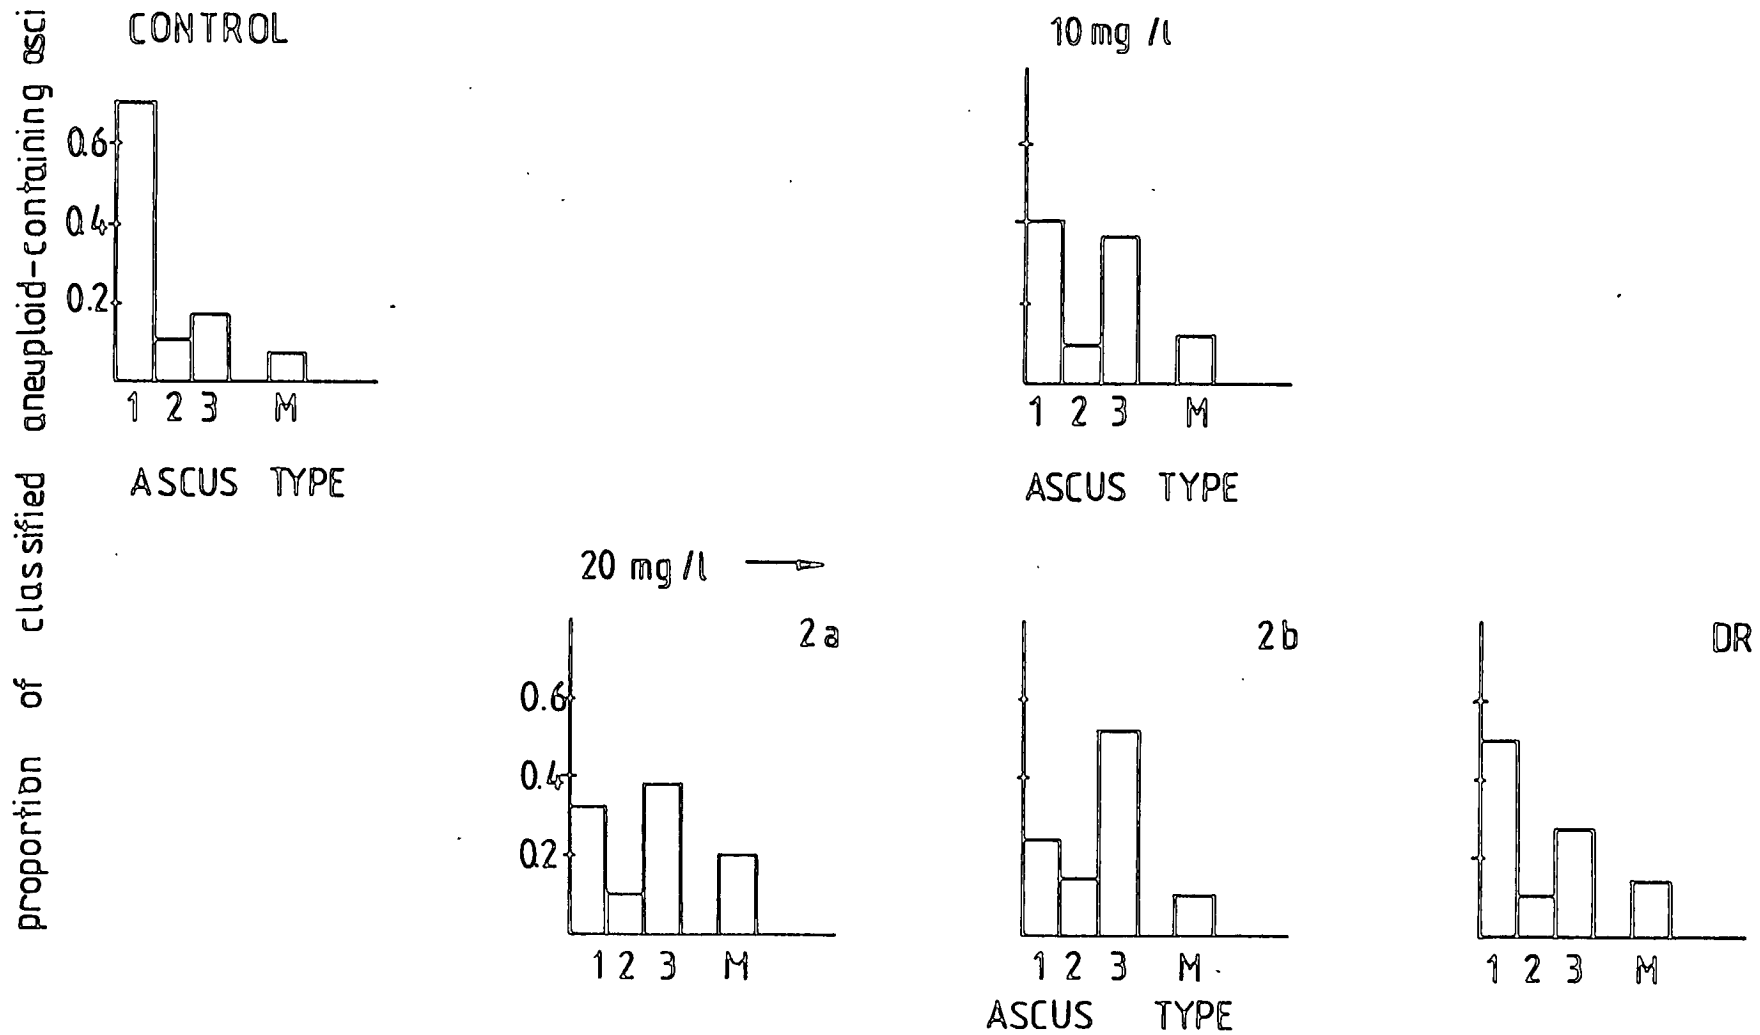 proportion of classified aneuploid-containing asci
CONTROL
0.6
0.4
0.2
1 2 3 M
ASCUS TYPE
10 mg /l
1 2 3 M
ASCUS TYPE
20 mg /l
2a
0.6
0.4
0.2
1 2 3 M
2b
1 2 3 M
ASCUS TYPE
DR
1 2 3 M